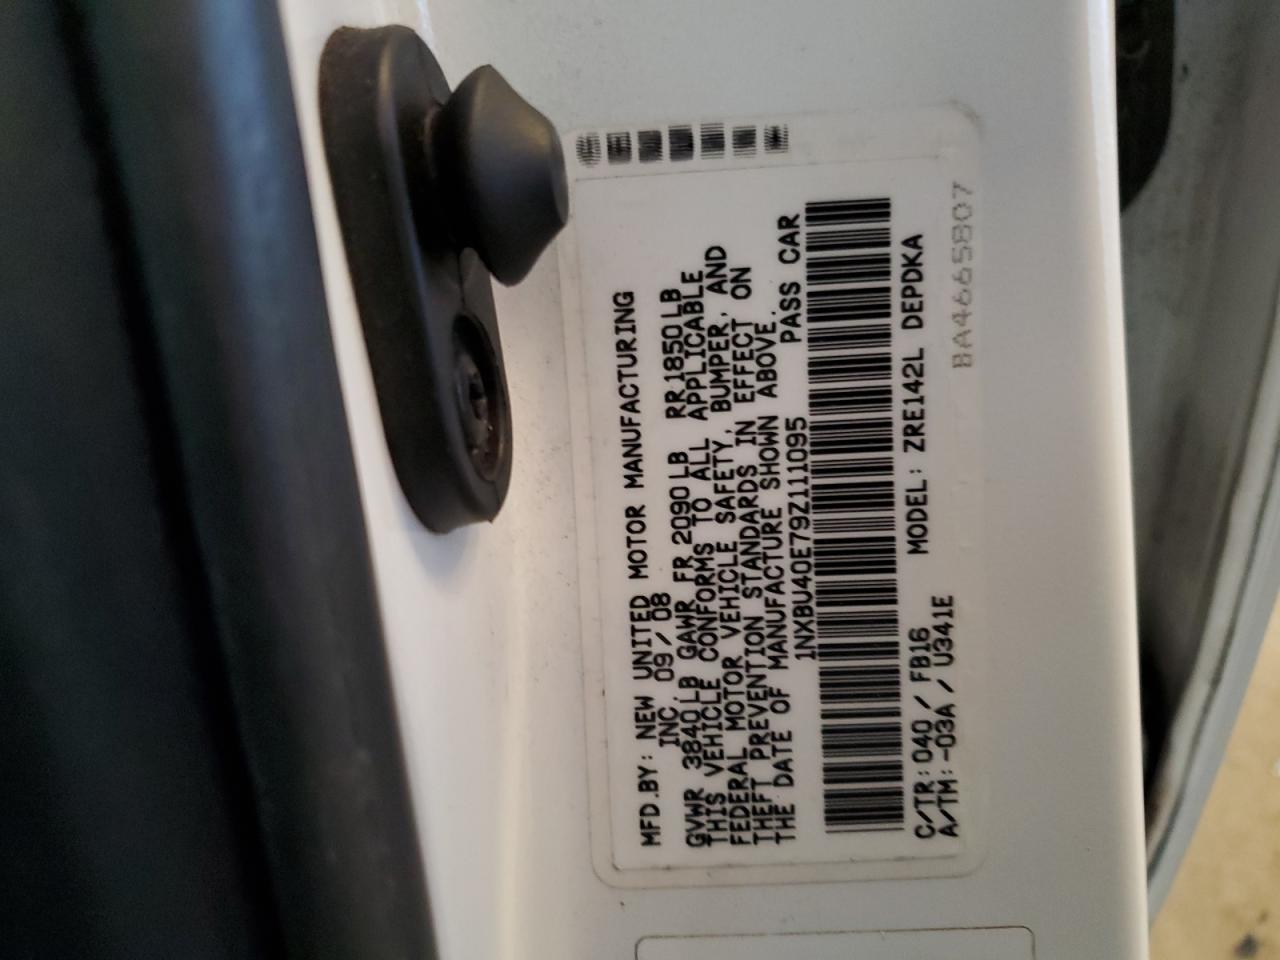 MFD.BY: NEW UNITED MOTOR MANUFACTURING
INC. 09/08
GVWR 3840LB GAWR FR 2090LB RR1850LB
THIS VEHICLE CONFORMS TO ALL APPLICABLE
FEDERAL MOTOR VEHICLE SAFETY, BUMPER, AND
THEFT PREVENTION STANDARDS IN EFFECT ON
THE DATE OF MANUFACTURE SHOWN ABOVE.
1NXBU40E79Z111095 PASS CAR
C/TR: 040 / FB16 MODEL: ZRE142L DEPDKA
A/TM: -03A / U341E
BA4665807